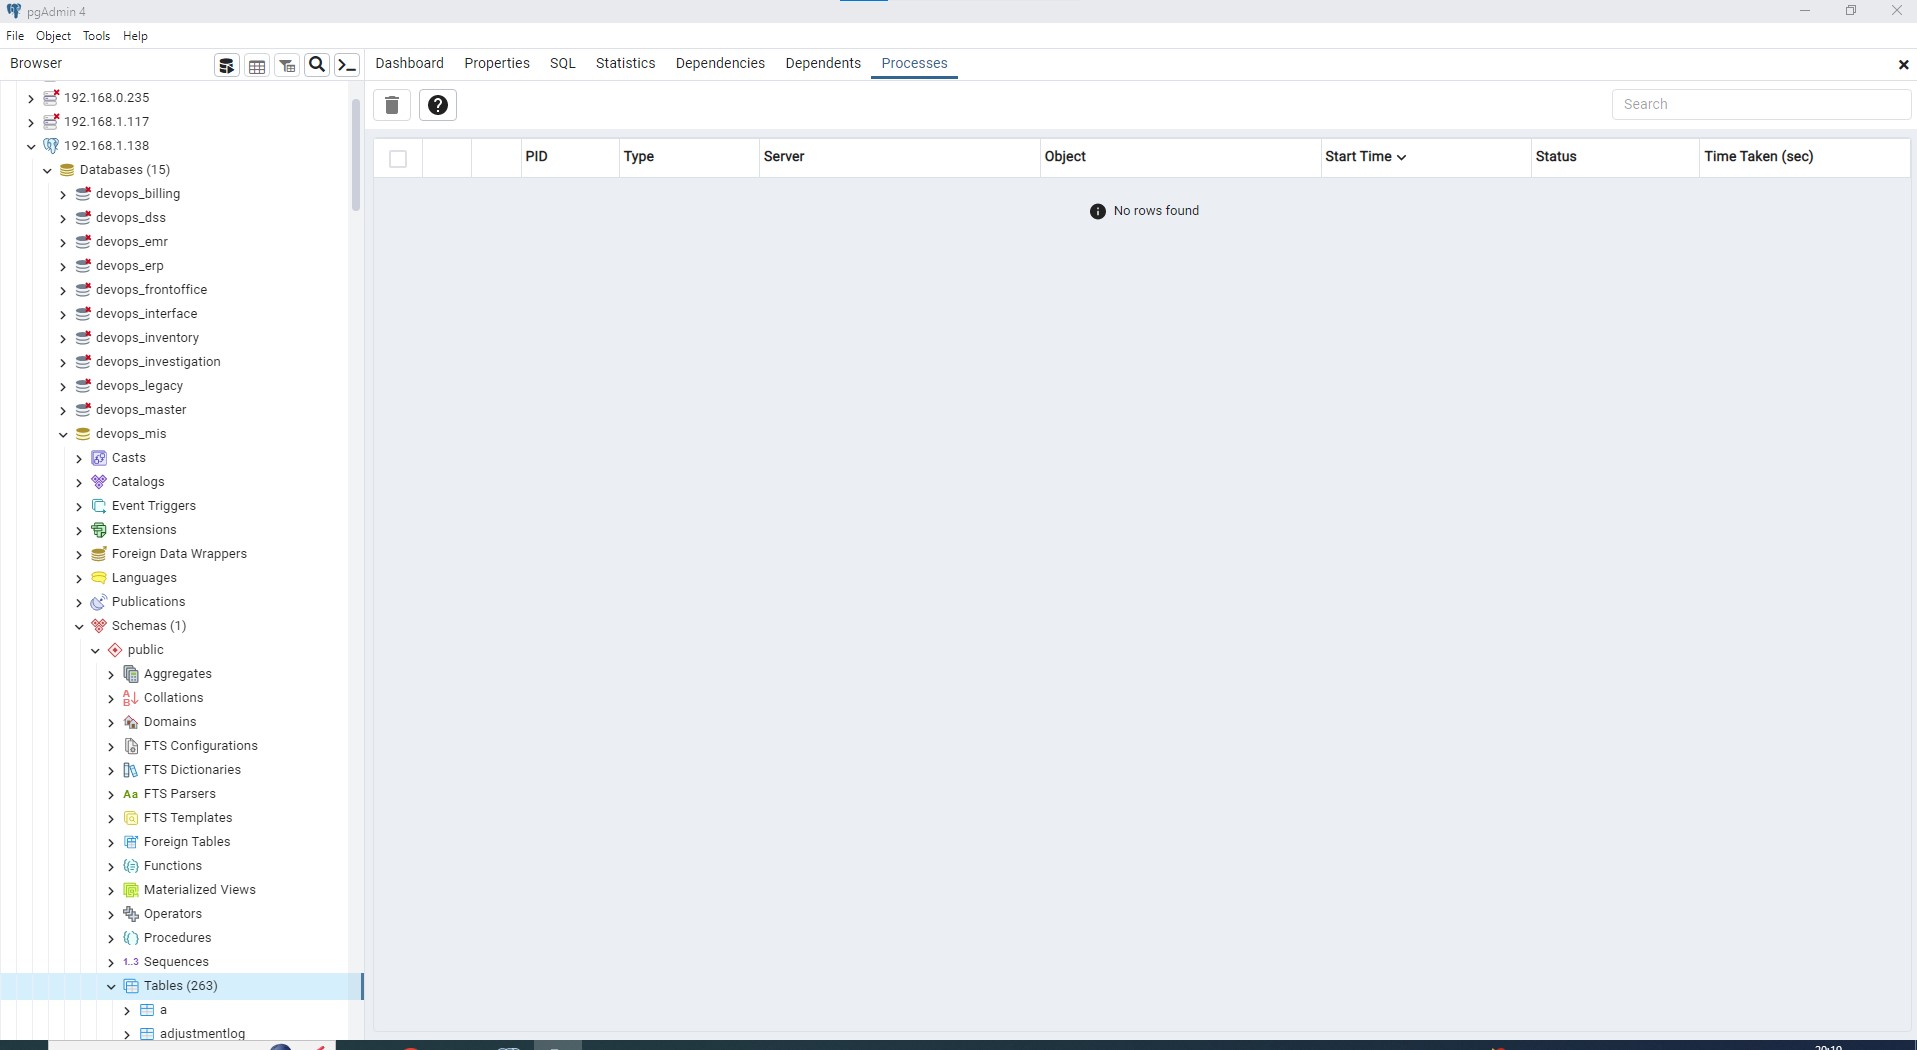 pgAdmin 4
File Object Tools Help
Browser
Dashboard Properties SQL Statistics Dependencies Dependents Processes
Search
PID Type Server Object Start Time Status Time Taken (sec)
No rows found
192.168.0.235
192.168.1.117
192.168.1.138
Databases (15)
devops_billing
devops_dss
devops_emr
devops_erp
devops_frontoffice
devops_interface
devops_inventory
devops_investigation
devops_legacy
devops_master
devops_mis
Casts
Catalogs
Event Triggers
Extensions
Foreign Data Wrappers
Languages
Publications
Schemas (1)
public
Aggregates
Collations
Domains
FTS Configurations
FTS Dictionaries
Aa FTS Parsers
FTS Templates
Foreign Tables
Functions
Materialized Views
Operators
Procedures
1..3 Sequences
Tables (263)
a
adjustmentlog